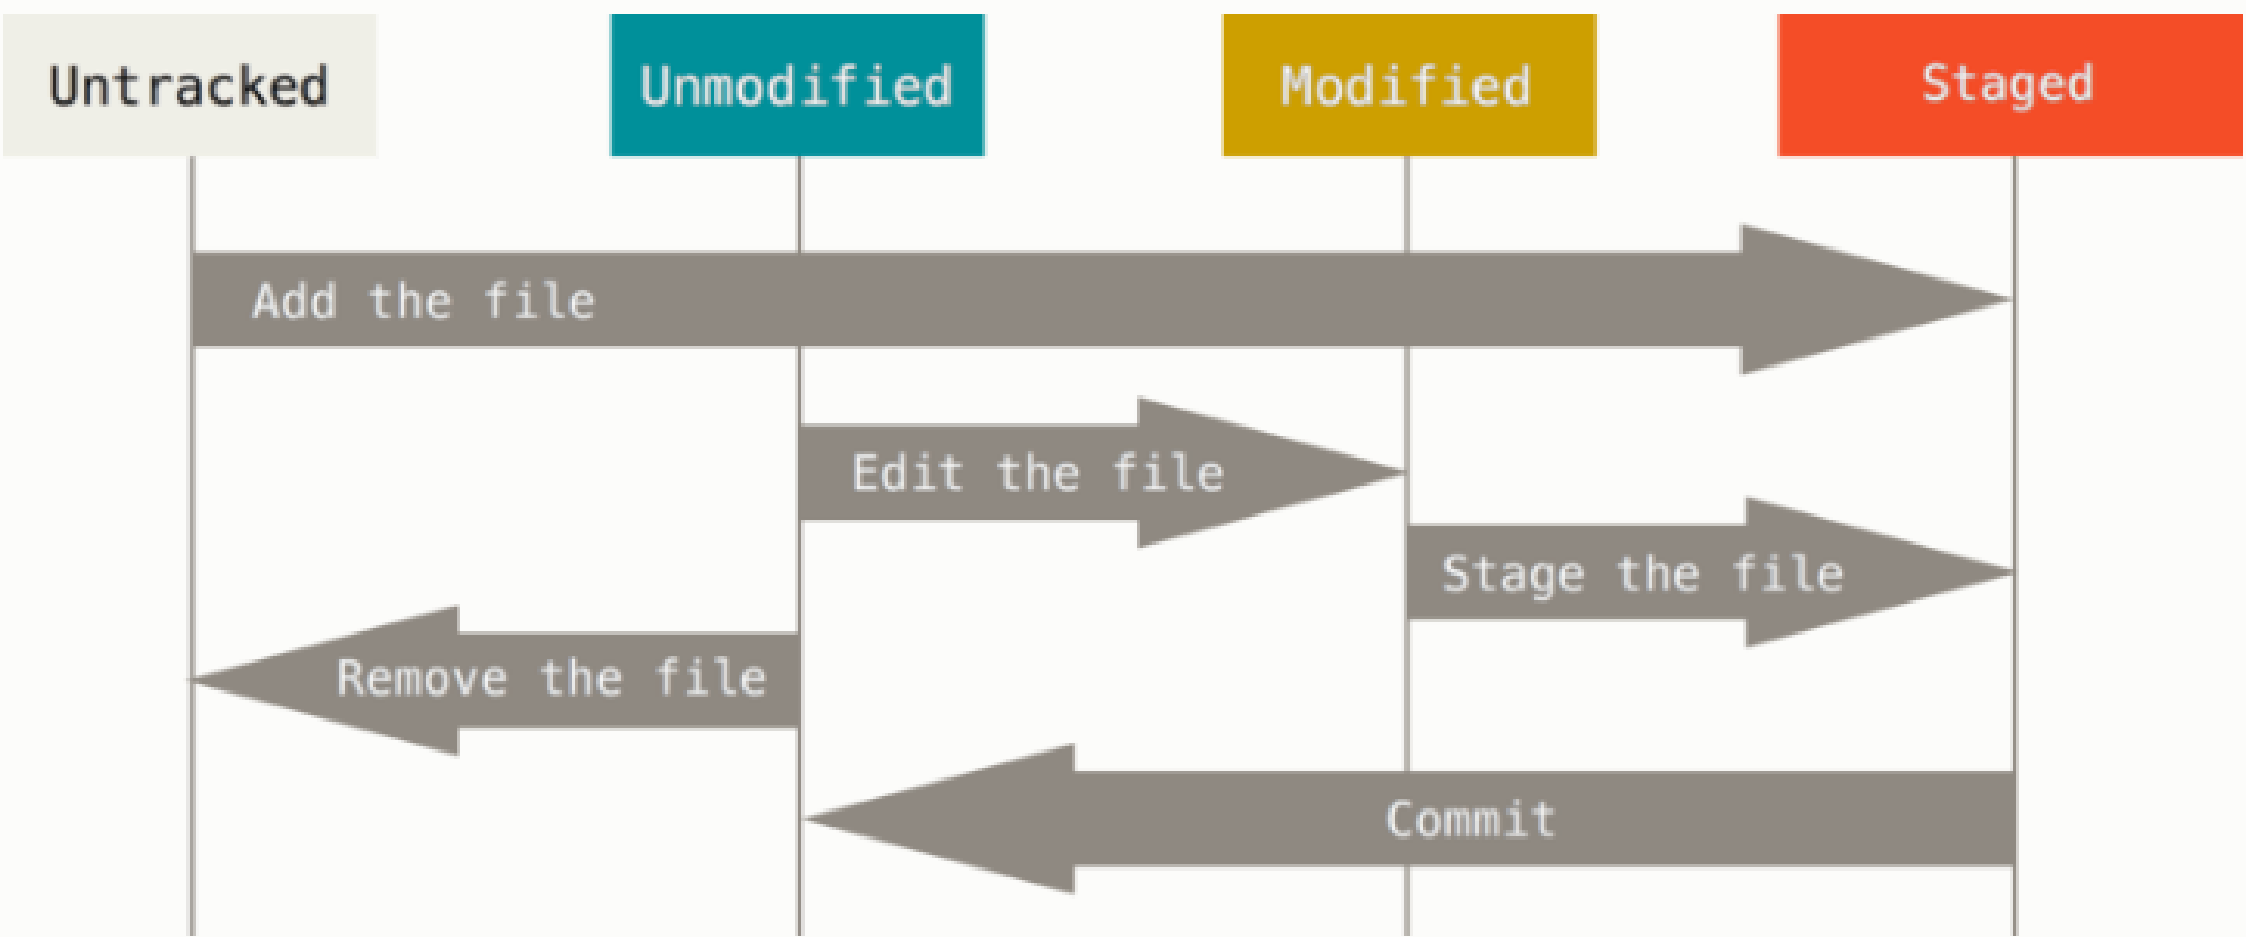 Untracked
Unmodified
Modified
Staged
Add the file
Edit the file
Stage the file
Remove the file
Commit